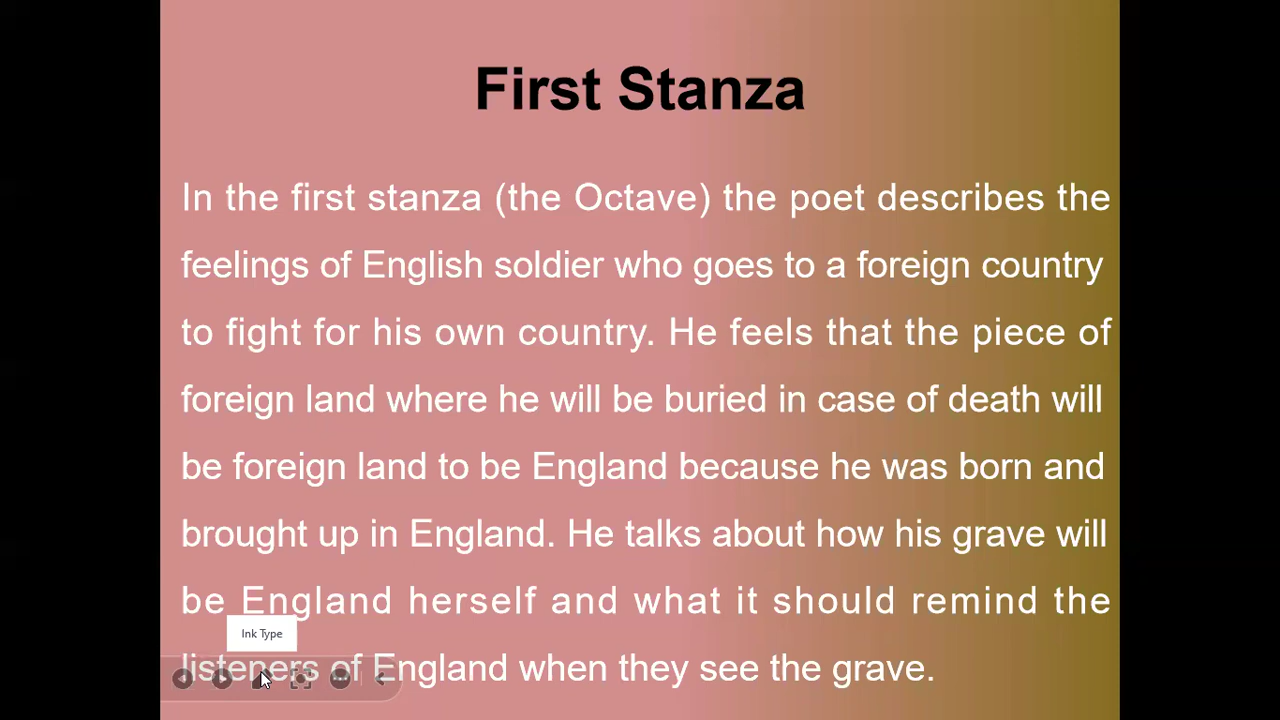 First Stanza
In the first stanza (the Octave) the poet describes the
feelings of English soldier who goes to a foreign country
to fight for his own country. He feels that the piece of
foreign land where he will be buried in case of death will
be foreign land to be England because he was born and
brought up in England. He talks about how his grave will
be England herself and what it should remind the
Ink Type
listeners of England when they see the grave.